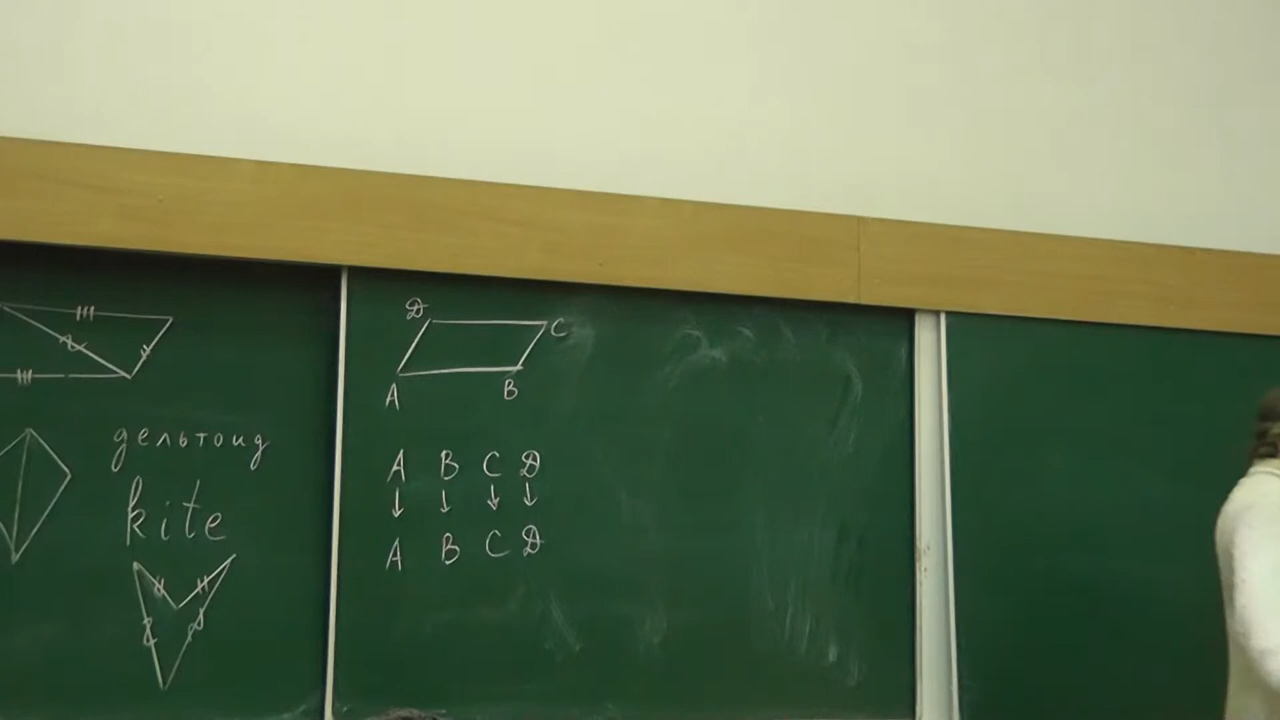 дельтоид
kite
D C
A B
A B C D
↓ ↓ ↓ ↓
A B C D